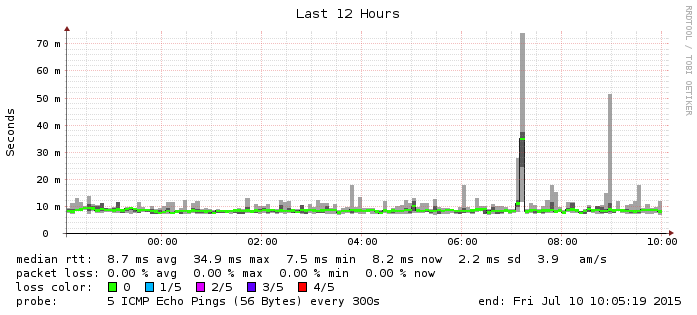 Last 12 Hours
RRDTOOL / TOBI OETIKER
Seconds
70 m
60 m
50 m
40 m
30 m
20 m
10 m
0
00:00 02:00 04:00 06:00 08:00 10:00
median rtt: 8.7 ms avg 34.9 ms max 7.5 ms min 8.2 ms now 2.2 ms sd 3.9 am/s
packet loss: 0.00 % avg 0.00 % max 0.00 % min 0.00 % now
loss color: 0 1/5 2/5 3/5 4/5
probe: 5 ICMP Echo Pings (56 Bytes) every 300s end: Fri Jul 10 10:05:19 2015